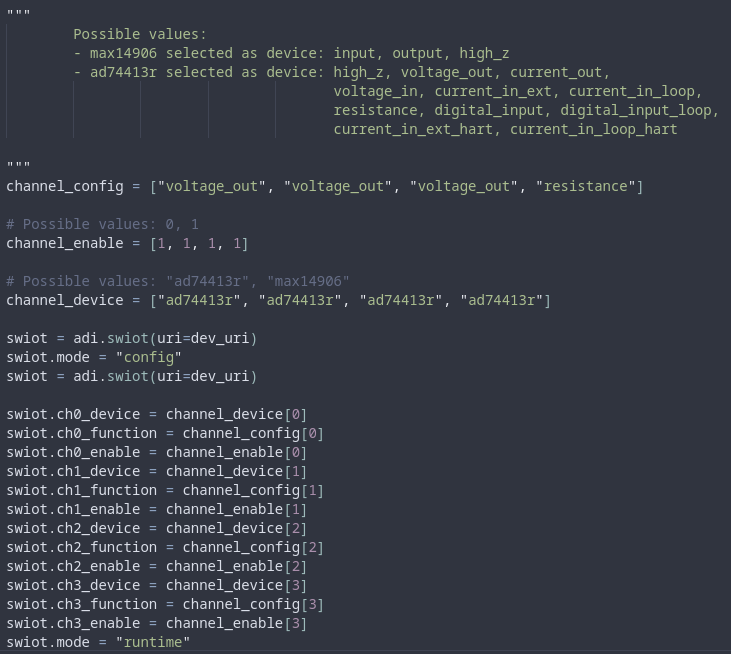 """
        Possible values:
        - max14906 selected as device: input, output, high_z
        - ad74413r selected as device: high_z, voltage_out, current_out,
                                       voltage_in, current_in_ext, current_in_loop,
                                       resistance, digital_input, digital_input_loop,
                                       current_in_ext_hart, current_in_loop_hart

"""
channel_config = ["voltage_out", "voltage_out", "voltage_out", "resistance"]

# Possible values: 0, 1
channel_enable = [1, 1, 1, 1]

# Possible values: "ad74413r", "max14906"
channel_device = ["ad74413r", "ad74413r", "ad74413r", "ad74413r"]

swiot = adi.swiot(uri=dev_uri)
swiot.mode = "config"
swiot = adi.swiot(uri=dev_uri)

swiot.ch0_device = channel_device[0]
swiot.ch0_function = channel_config[0]
swiot.ch0_enable = channel_enable[0]
swiot.ch1_device = channel_device[1]
swiot.ch1_function = channel_config[1]
swiot.ch1_enable = channel_enable[1]
swiot.ch2_device = channel_device[2]
swiot.ch2_function = channel_config[2]
swiot.ch2_enable = channel_enable[2]
swiot.ch3_device = channel_device[3]
swiot.ch3_function = channel_config[3]
swiot.ch3_enable = channel_enable[3]
swiot.mode = "runtime"